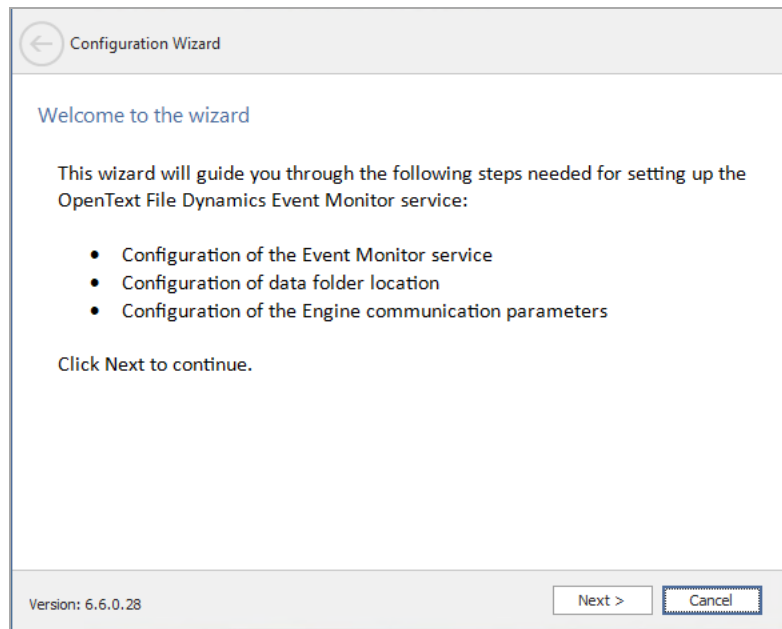 Configuration Wizard
Welcome to the wizard
This wizard will guide you through the following steps needed for setting up the
OpenText File Dynamics Event Monitor service:
• Configuration of the Event Monitor service
• Configuration of data folder location
• Configuration of the Engine communication parameters
Click Next to continue.
Version: 6.6.0.28
Next >
Cancel